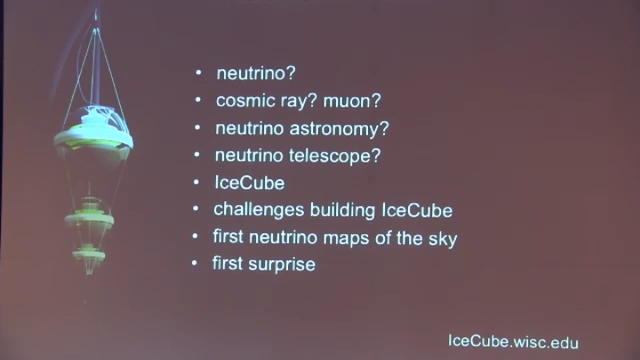 • neutrino?
• cosmic ray? muon?
• neutrino astronomy?
• neutrino telescope?
• IceCube
• challenges building IceCube
• first neutrino maps of the sky
• first surprise
IceCube.wisc.edu